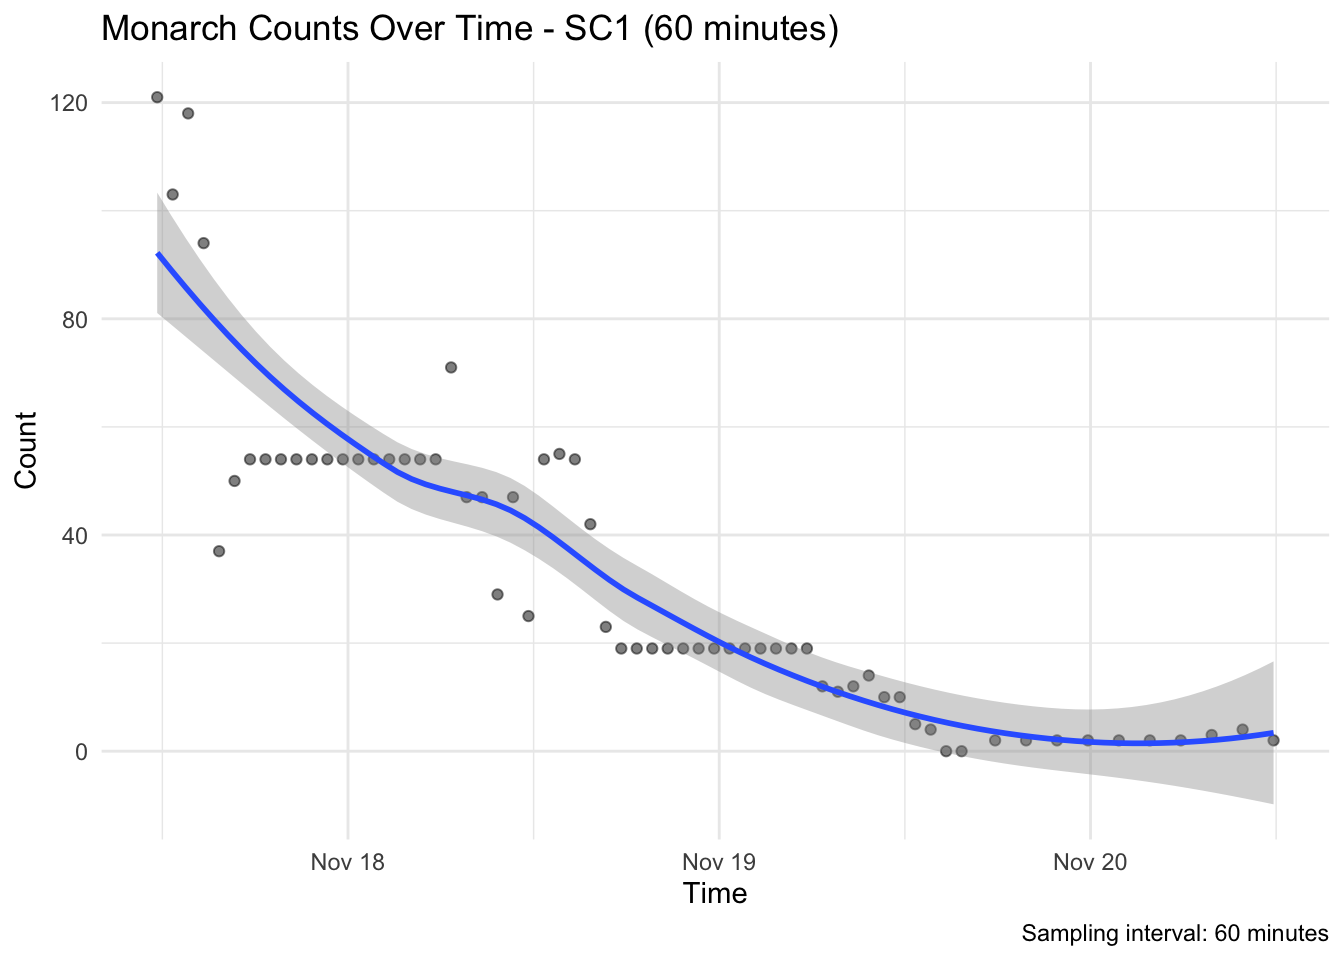 Monarch Counts Over Time - SC1 (60 minutes)
120
80
40
0
Count
Nov 18
Nov 19
Nov 20
Time
Sampling interval: 60 minutes